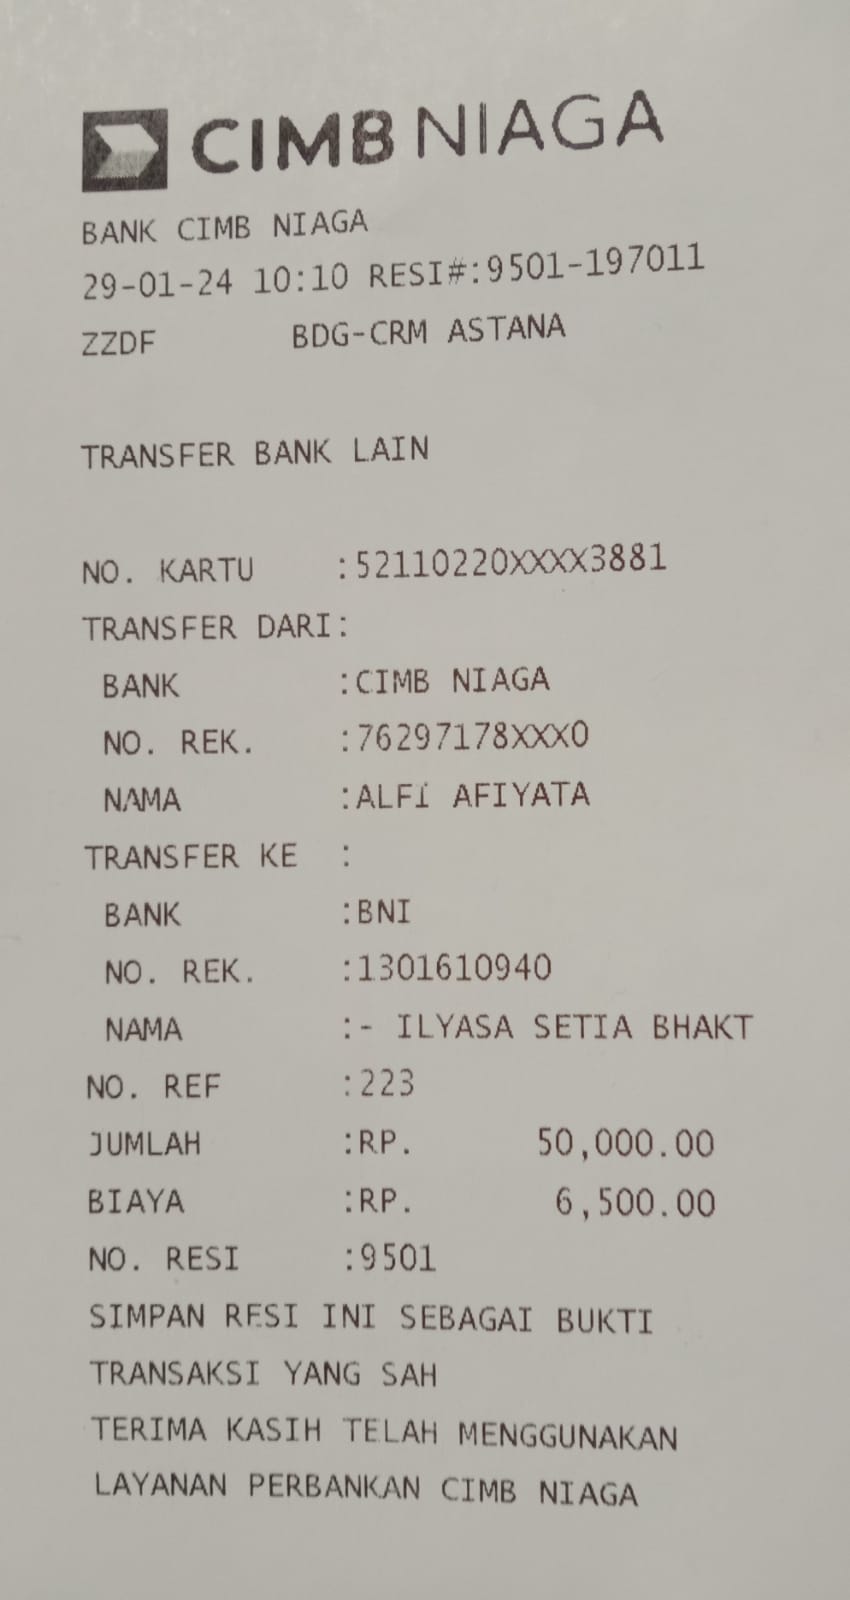 CIMB NIAGA
BANK CIMB NIAGA
29-01-24 10:10 RESI#:9501-197011
ZZDF BDG-CRM ASTANA
TRANSFER BANK LAIN
NO. KARTU :52110220XXXX3881
TRANSFER DARI:
BANK :CIMB NIAGA
NO. REK. :76297178XXX0
NAMA :ALFI AFIYATA
TRANSFER KE :
BANK :BNI
NO. REK. :1301610940
NAMA :- ILYASA SETIA BHAKT
NO. REF :223
JUMLAH :RP. 50,000.00
BIAYA :RP. 6,500.00
NO. RESI :9501
SIMPAN RESI INI SEBAGAI BUKTI
TRANSAKSI YANG SAH
TERIMA KASIH TELAH MENGGUNAKAN
LAYANAN PERBANKAN CIMB NIAGA